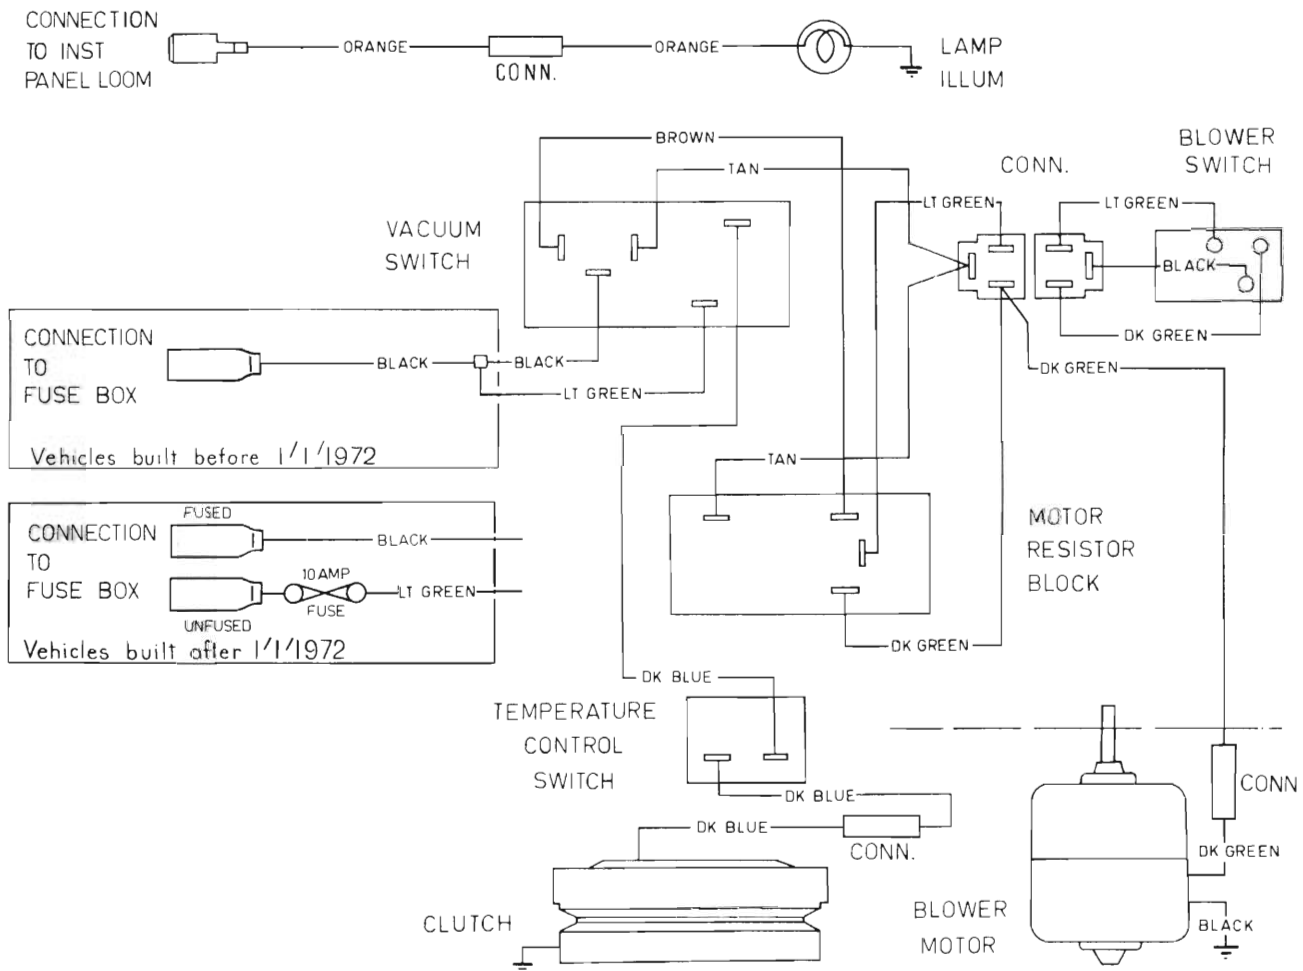 CONNECTION
TO INST
PANEL LOOM
ORANGE
CONN.
ORANGE
LAMP
ILLUM
BROWN
TAN
CONN.
BLOWER
SWITCH
LT GREEN
LT GREEN
VACUUM
SWITCH
BLACK
CONNECTION
TO
FUSE BOX
BLACK
BLACK
LT GREEN
DK GREEN
DK GREEN
Vehicles built before 1/1/1972
TAN
CONNECTION
TO
FUSE BOX
FUSED
BLACK
10 AMP
FUSE
LT GREEN
UNFUSED
Vehicles built after 1/1/1972
MOTOR
RESISTOR
BLOCK
DK GREEN
DK BLUE
TEMPERATURE
CONTROL
SWITCH
DK BLUE
DK BLUE
CONN.
CONN
DK GREEN
CLUTCH
BLOWER
MOTOR
BLACK